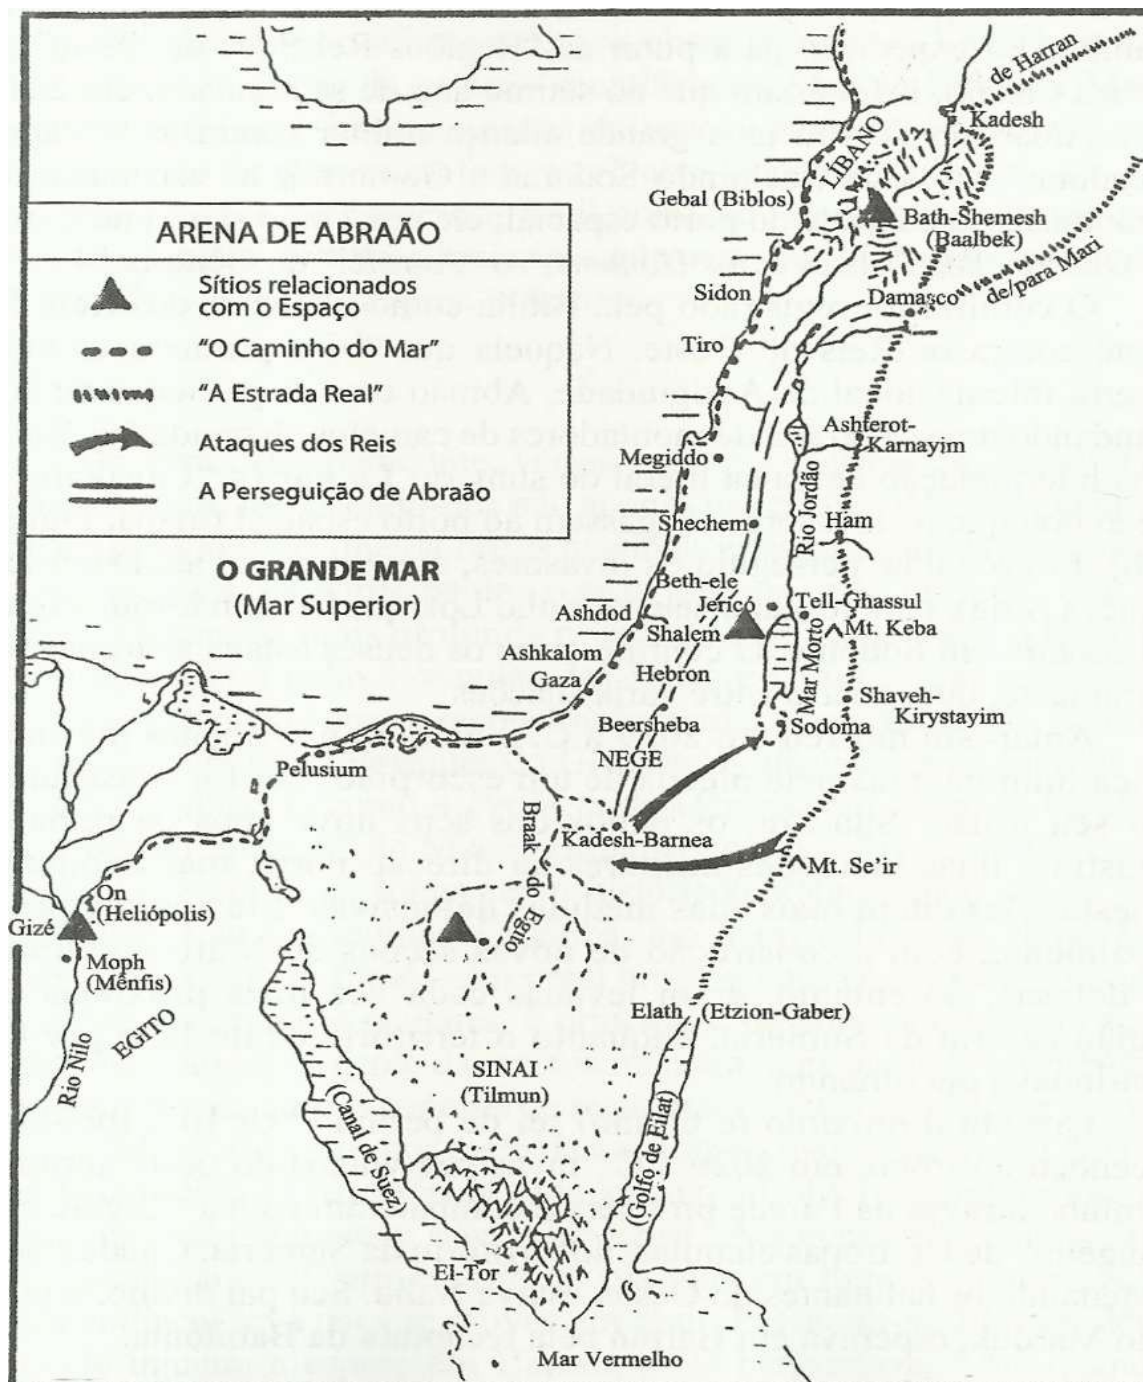 de Harran
Kadesh
LIBANO
Gebal (Biblos)
Bath-Shemesh
(Baalbek)
ARENA DE ABRAÃO
Sítios relacionados
com o Espaço
"O Caminho do Mar"
"A Estrada Real"
Ataques dos Reis
A Perseguição de Abraão
de/para Mari
Sidon
Damasco
Tiro
Ashferot-
Karnayim
Megiddo
Rio Jordão
Shechem
Ham
O GRANDE MAR
(Mar Superior)
Beth-ele
Jericó
Tell-Ghassul
Ashdod
Shalem
Mt. Keba
Mar Morto
Ashkalom
Gaza
Hebron
Shaveh-
Kirystayim
Beersheba
Sodoma
NEGE
Pelusium
Kadesh-Barnea
Braak do Egito
Mt. Se'ir
On
(Heliópolis)
Gizé
Moph
(Mênfis)
EGITO
Rio Nilo
Elath (Etzion-Gaber)
SINAI
(Tilmun)
(Canal de Suez)
(Golfo de Eilat)
El-Tor
Mar Vermelho